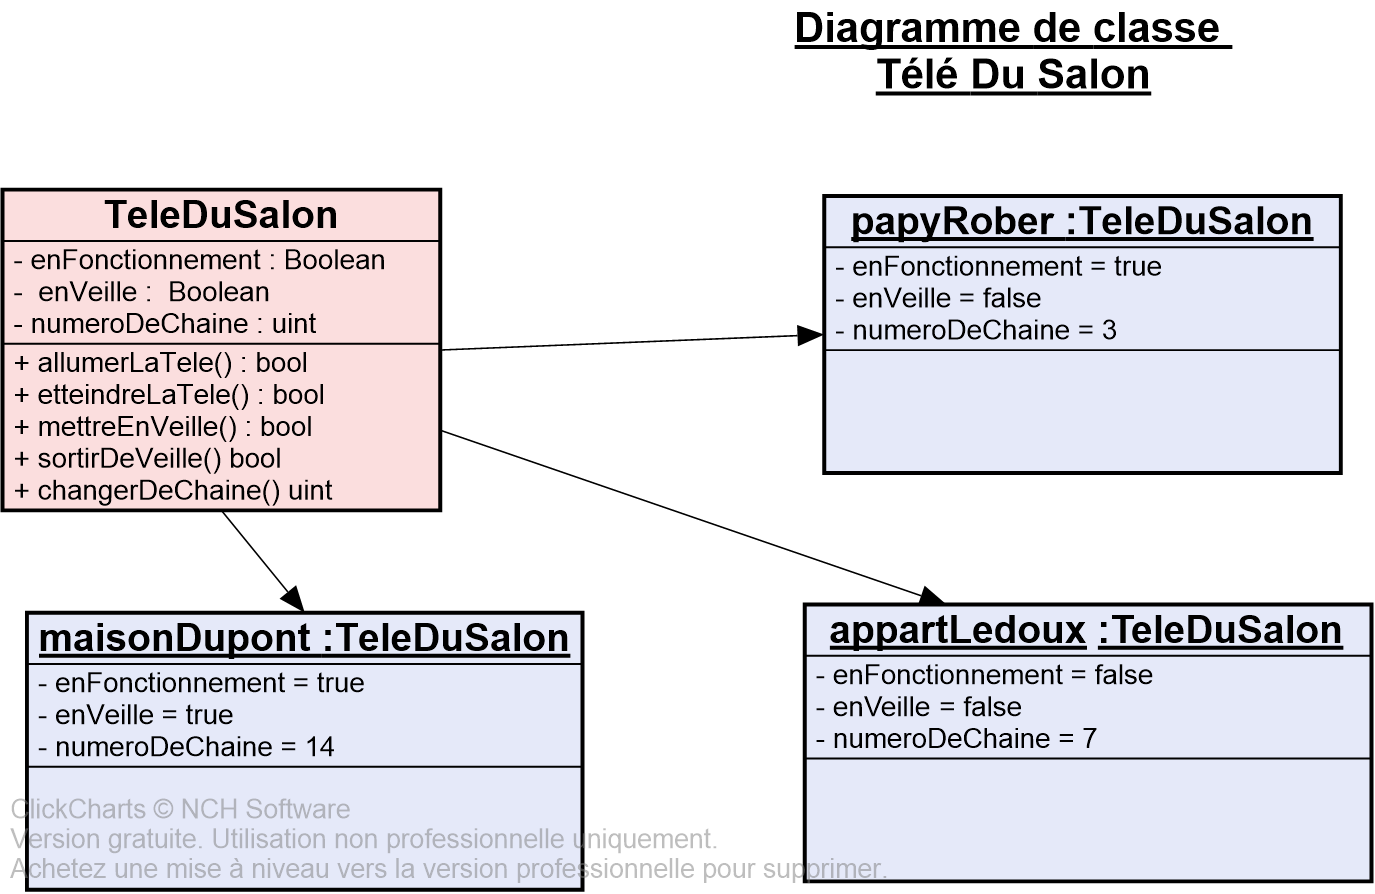 Diagramme de classe
Télé Du Salon
TeleDuSalon
- enFonctionnement : Boolean
-  enVeille :  Boolean
- numeroDeChaine : uint
+ allumerLaTele() : bool
+ etteindreLaTele() : bool
+ mettreEnVeille() : bool
+ sortirDeVeille() bool
+ changerDeChaine() uint
papyRober :TeleDuSalon
- enFonctionnement = true
- enVeille = false
- numeroDeChaine = 3
maisonDupont :TeleDuSalon
- enFonctionnement = true
- enVeille = true
- numeroDeChaine = 14
appartLedoux :TeleDuSalon
- enFonctionnement = false
- enVeille = false
- numeroDeChaine = 7
ClickCharts © NCH Software
Version gratuite. Utilisation non professionnelle uniquement.
Achetez une mise à niveau vers la version professionnelle pour supprimer.